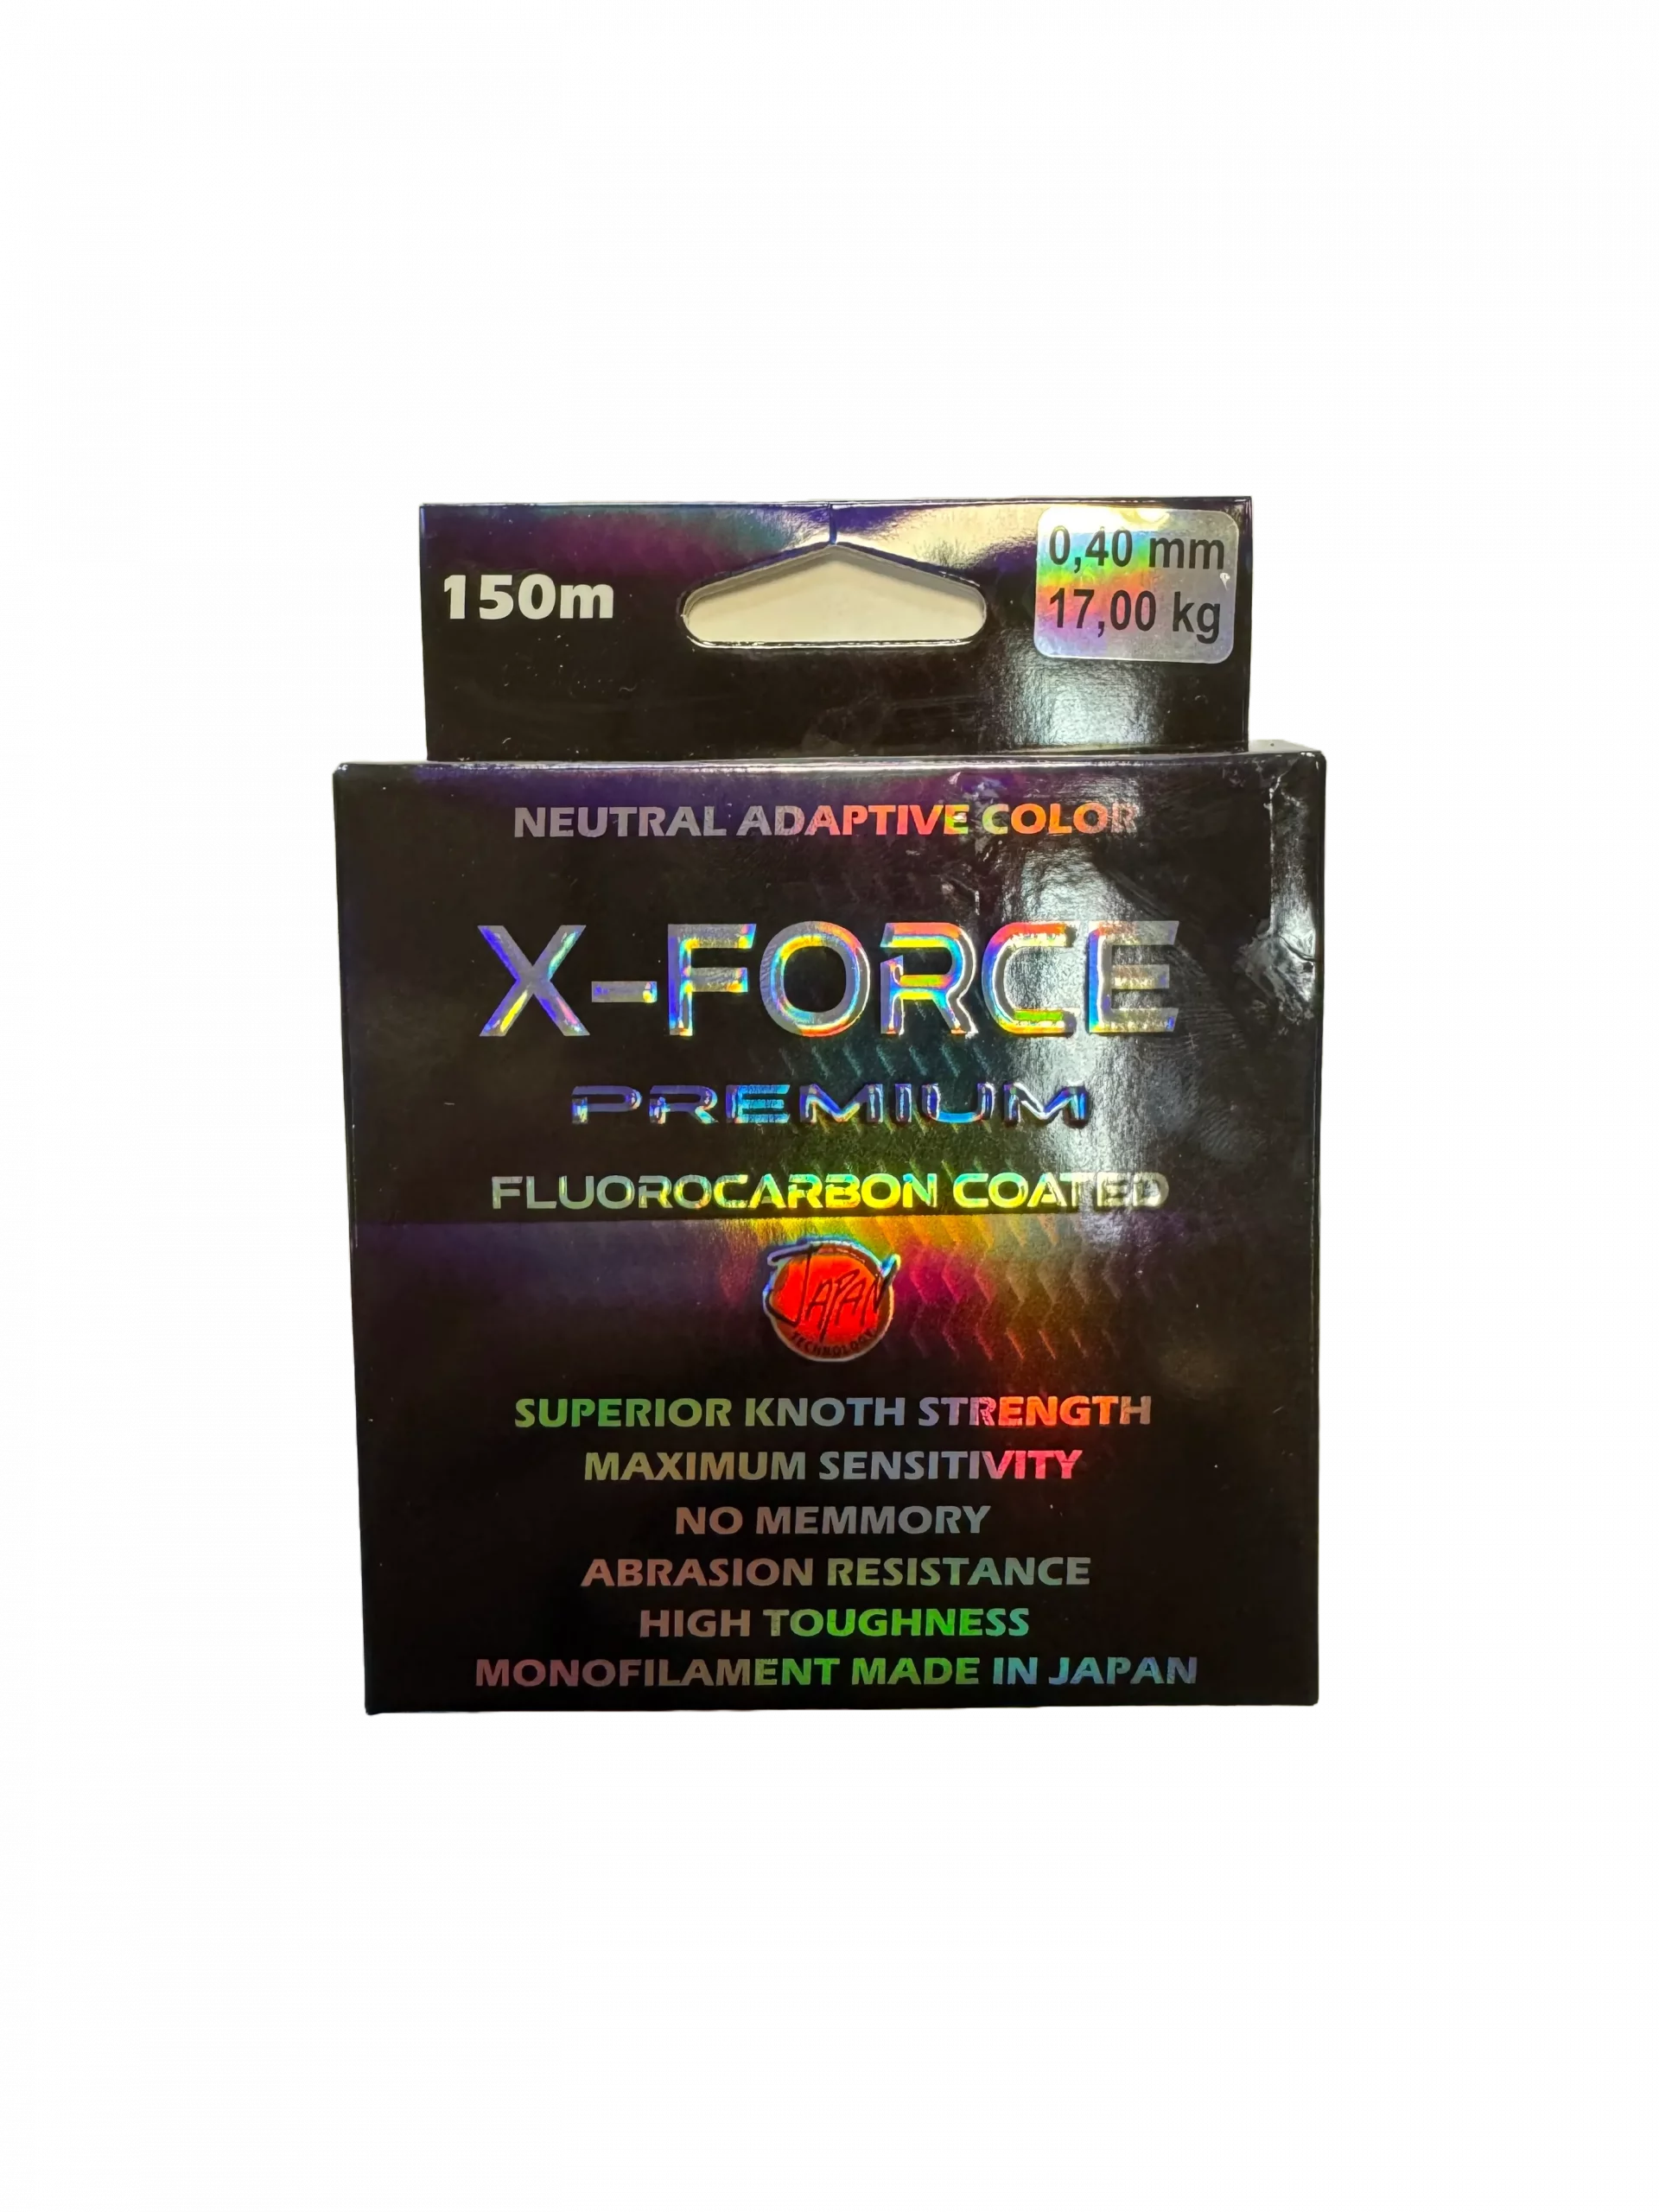 150m
0,40 mm
17,00 kg
NEUTRAL ADAPTIVE COLOR
X-FORCE
PREMIUM
FLUOROCARBON COATED
JAPAN
TECHNOLOGY
SUPERIOR KNOTH STRENGTH
MAXIMUM SENSITIVITY
NO MEMMORY
ABRASION RESISTANCE
HIGH TOUGHNESS
MONOFILAMENT MADE IN JAPAN